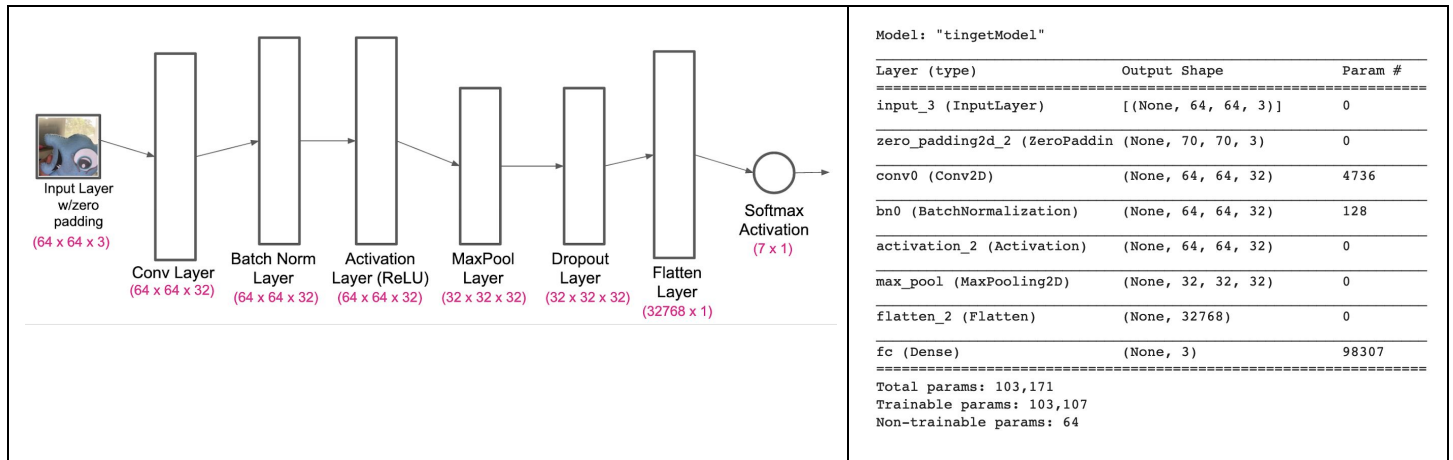 Input Layer
w/zero
padding
(64 x 64 x 3)
Conv Layer
(64 x 64 x 32)
Batch Norm
Layer
(64 x 64 x 32)
Activation
Layer (ReLU)
(64 x 64 x 32)
MaxPool
Layer
(32 x 32 x 32)
Dropout
Layer
(32 x 32 x 32)
Flatten
Layer
(32768 x 1)
Softmax
Activation
(7 x 1)
Model: "tingetModel"
Layer (type) Output Shape Param #
input_3 (InputLayer) [(None, 64, 64, 3)] 0
zero_padding2d_2 (ZeroPaddin (None, 70, 70, 3) 0
conv0 (Conv2D) (None, 64, 64, 32) 4736
bn0 (BatchNormalization) (None, 64, 64, 32) 128
activation_2 (Activation) (None, 64, 64, 32) 0
max_pool (MaxPooling2D) (None, 32, 32, 32) 0
flatten_2 (Flatten) (None, 32768) 0
fc (Dense) (None, 3) 98307
Total params: 103,171
Trainable params: 103,107
Non-trainable params: 64